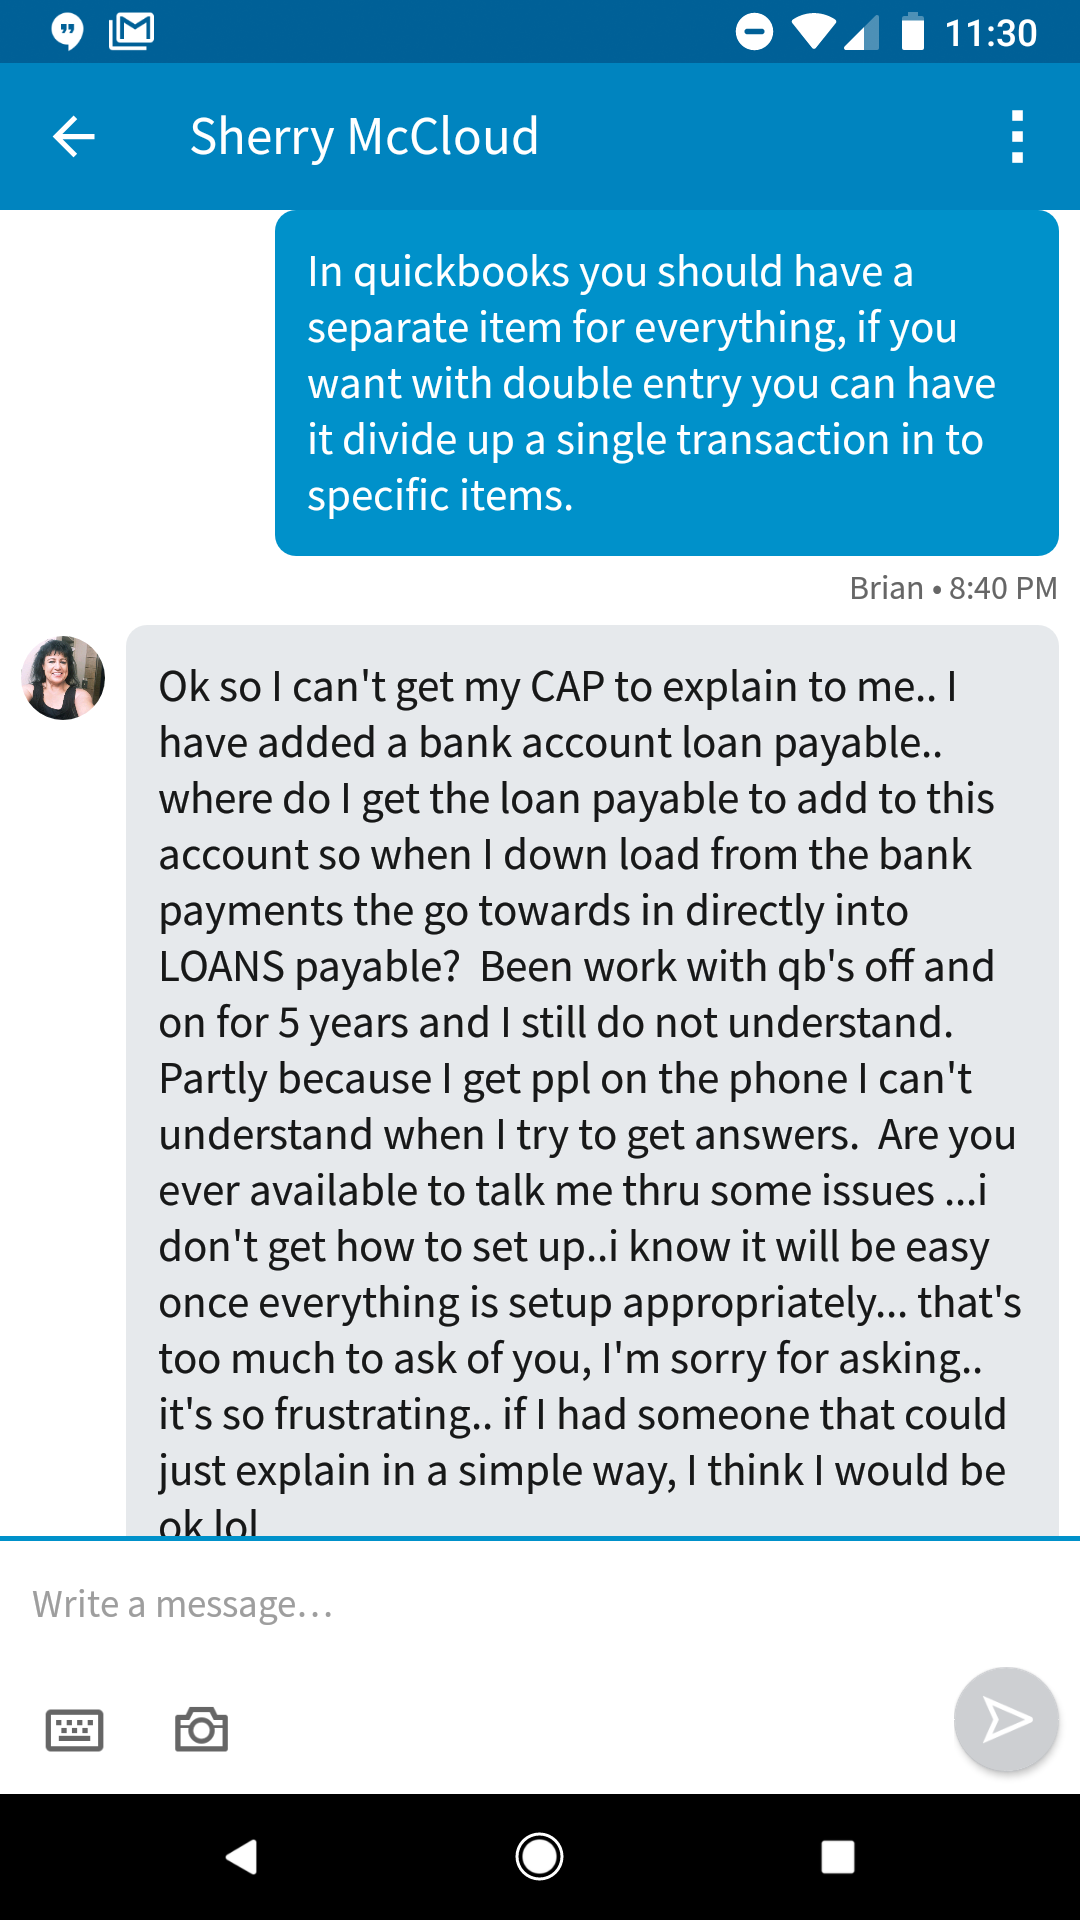 11:30
Sherry McCloud
In quickbooks you should have a
separate item for everything, if you
want with double entry you can have
it divide up a single transaction in to
specific items.
Brian • 8:40 PM
Ok so I can't get my CAP to explain to me.. I
have added a bank account loan payable..
where do I get the loan payable to add to this
account so when I down load from the bank
payments the go towards in directly into
LOANS payable?  Been work with qb's off and
on for 5 years and I still do not understand.
Partly because I get ppl on the phone I can't
understand when I try to get answers.  Are you
ever available to talk me thru some issues ...i
don't get how to set up..i know it will be easy
once everything is setup appropriately... that's
too much to ask of you, I'm sorry for asking..
it's so frustrating.. if I had someone that could
just explain in a simple way, I think I would be
ok lol
Write a message...